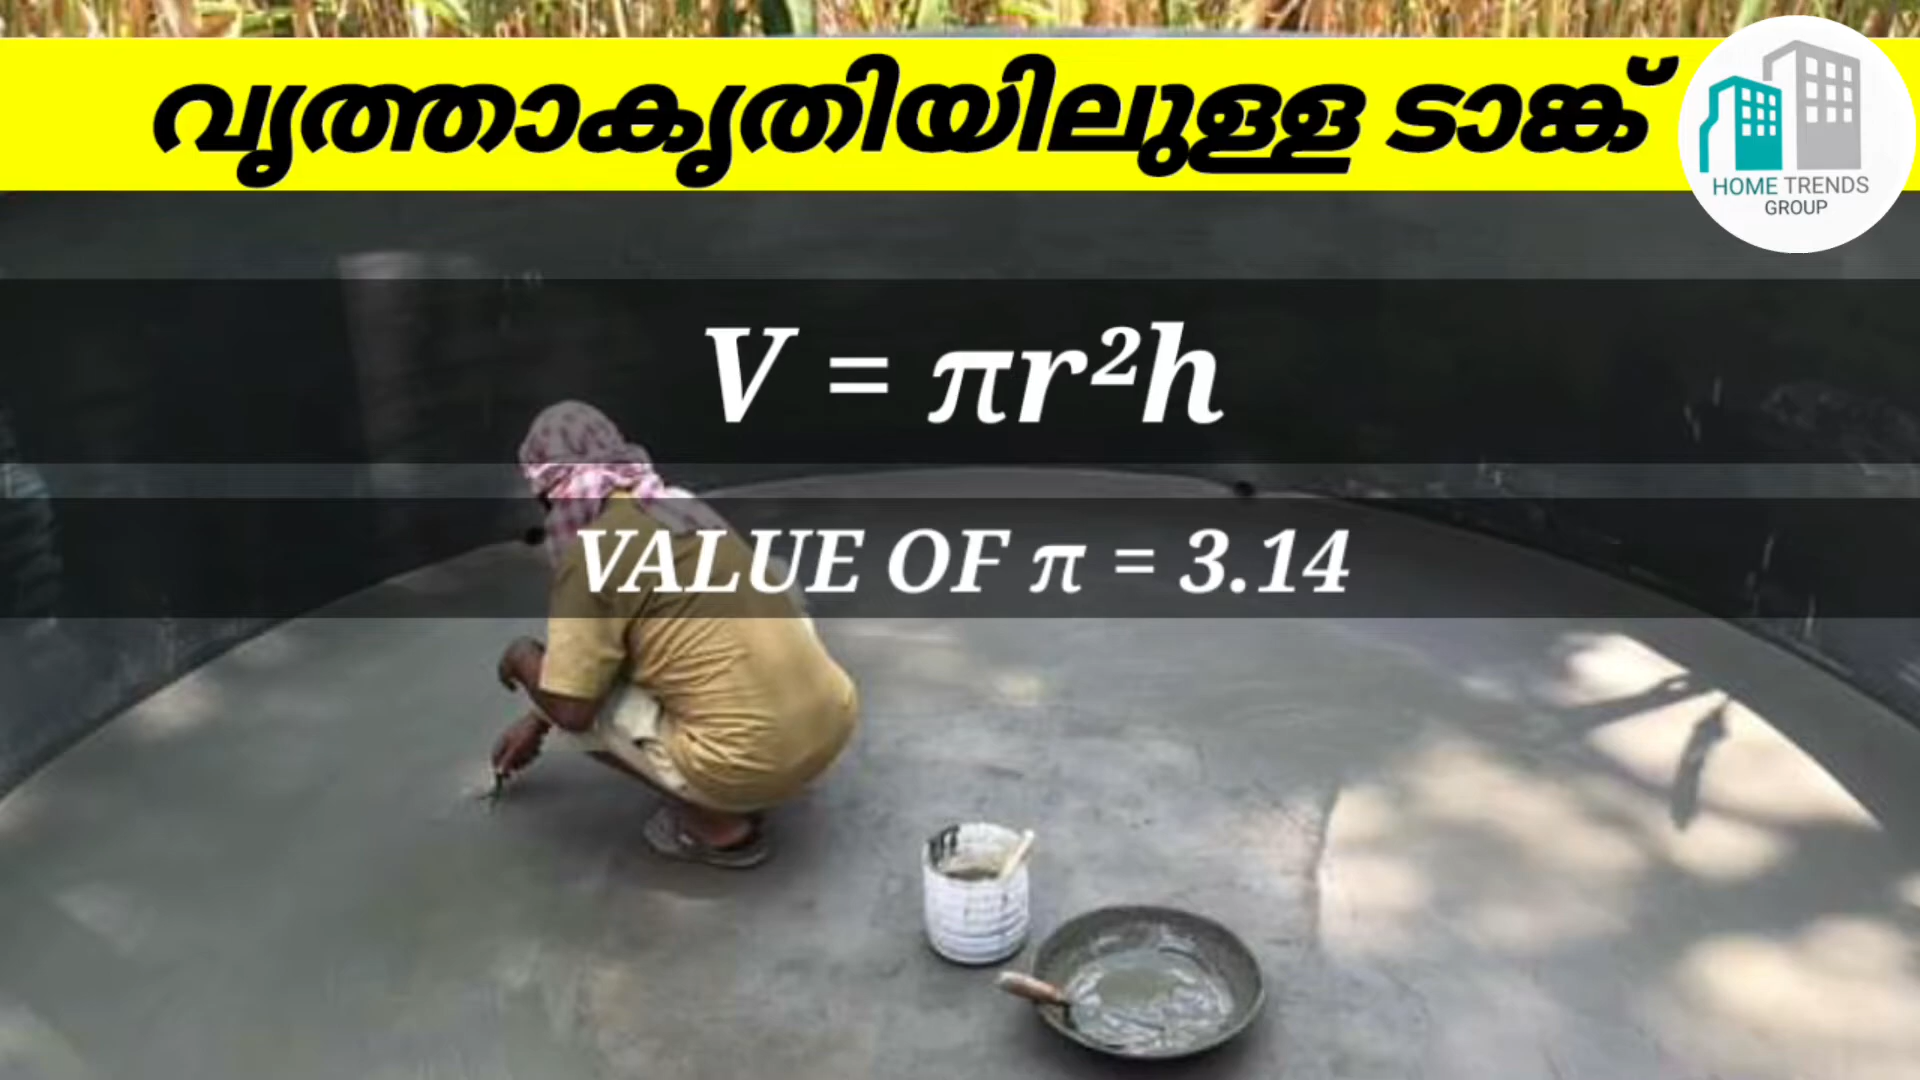 വൃത്താകൃതിയിലുള്ള ടാങ്ക്
HOME TRENDS
GROUP
V = πr²h
VALUE OF π = 3.14